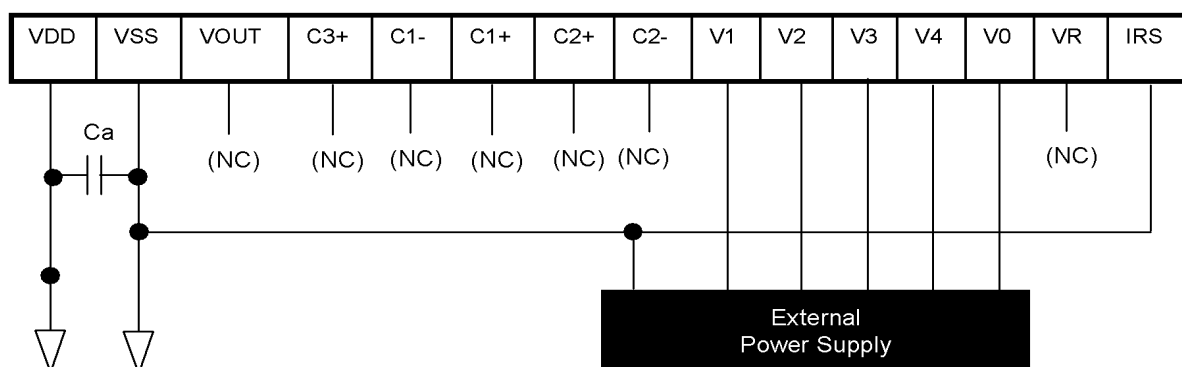 VDD VSS VOUT C3+ C1- C1+ C2+ C2- V1 V2 V3 V4 V0 VR IRS
Ca
(NC) (NC) (NC) (NC) (NC) (NC) (NC)
External
Power Supply